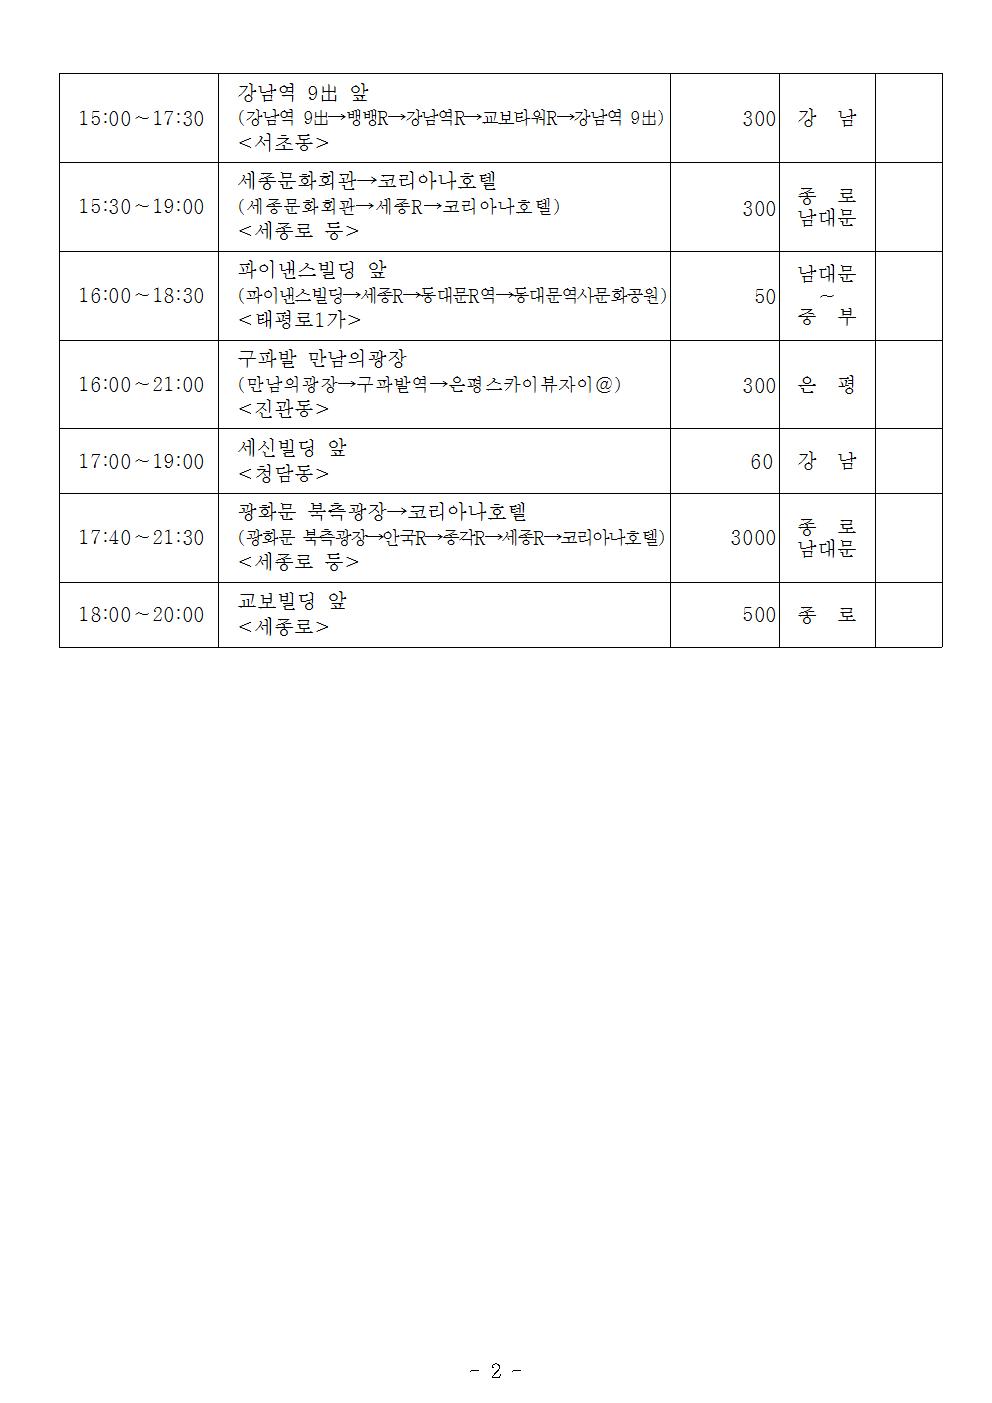 15:00～17:30
강남역 9出 앞
(강남역 9出→뱅뱅R→강남역R→교보타워R→강남역 9出)
<서초동>
300
강 남
15:30～19:00
세종문화회관→코리아나호텔
(세종문화회관→세종R→코리아나호텔)
<세종로 등>
300
종 로
남대문
16:00～18:30
파이낸스빌딩 앞
(파이낸스빌딩→세종R→동대문R역→동대문역사문화공원)
<태평로1가>
50
남대문
～
중 부
16:00～21:00
구파발 만남의광장
(만남의광장→구파발역→은평스카이뷰자이@)
<진관동>
300
은 평
17:00～19:00
세신빌딩 앞
<청담동>
60
강 남
17:40～21:30
광화문 북측광장→코리아나호텔
(광화문 북측광장→안국R→종각R→세종R→코리아나호텔)
<세종로 등>
3000
종 로
남대문
18:00～20:00
교보빌딩 앞
<세종로>
500
종 로
- 2 -